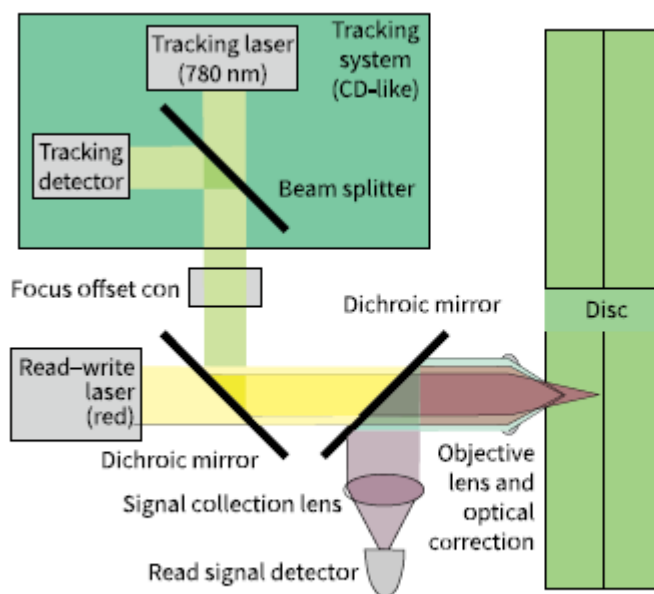 Tracking laser
(780 nm)
Tracking
system
(CD-like)
Tracking
detector
Beam splitter
Focus offset con
Dichroic mirror
Disc
Read–write
laser
(red)
Dichroic mirror
Objective
lens and
optical
correction
Signal collection lens
Read signal detector